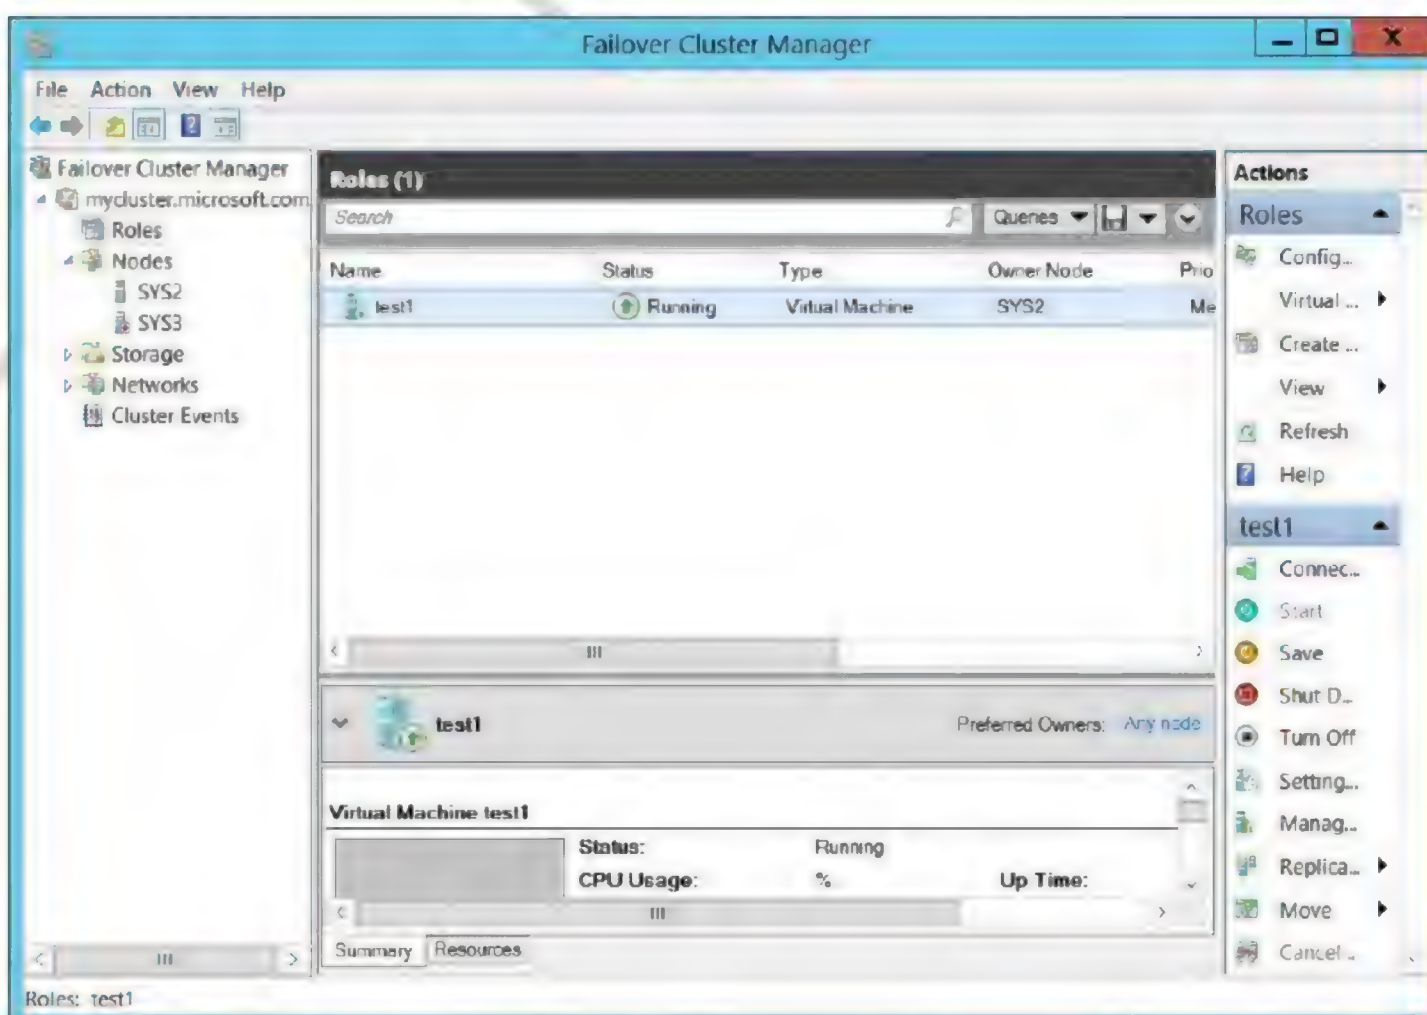 Failover Cluster Manager
File Action View Help
Failover Cluster Manager
mycluster.microsoft.com
Roles
Nodes
SYS2
SYS3
Storage
Networks
Cluster Events
Roles (1)
Search
Queries
Name Status Type Owner Node Prio
test1 Running Virtual Machine SYS2 Me
test1 Preferred Owners: Any node
Virtual Machine test1
Status: Running
CPU Usage: % Up Time:
Summary Resources
Actions
Roles
Config...
Virtual ...
Create ...
View
Refresh
Help
test1
Connec...
Start
Save
Shut D...
Turn Off
Setting...
Manag...
Replica...
Move
Cancel ..
Roles: test1